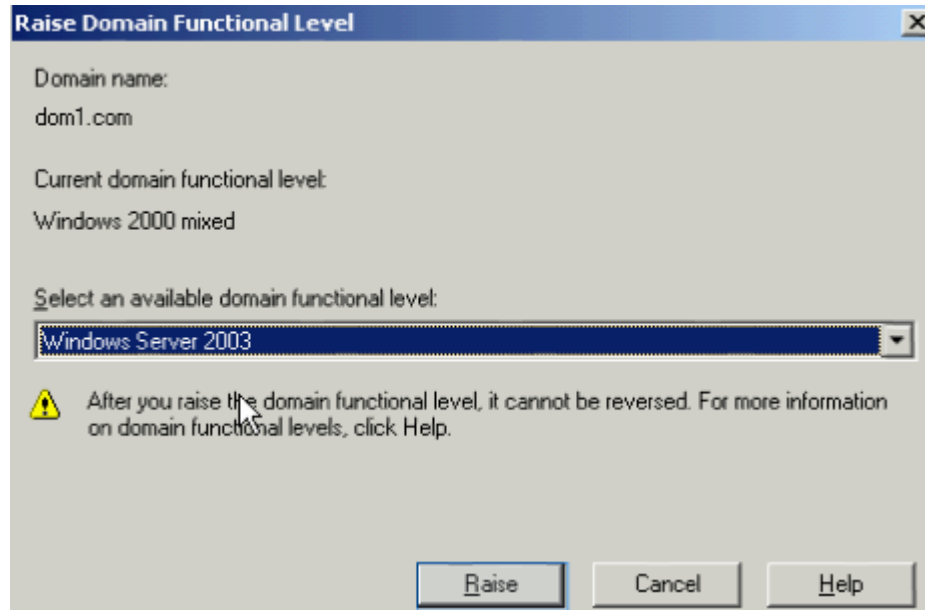 Raise Domain Functional Level
Domain name:
dom1.com
Current domain functional level:
Windows 2000 mixed
Select an available domain functional level:
Windows Server 2003
After you raise the domain functional level, it cannot be reversed. For more information
on domain functional levels, click Help.
Raise Cancel Help